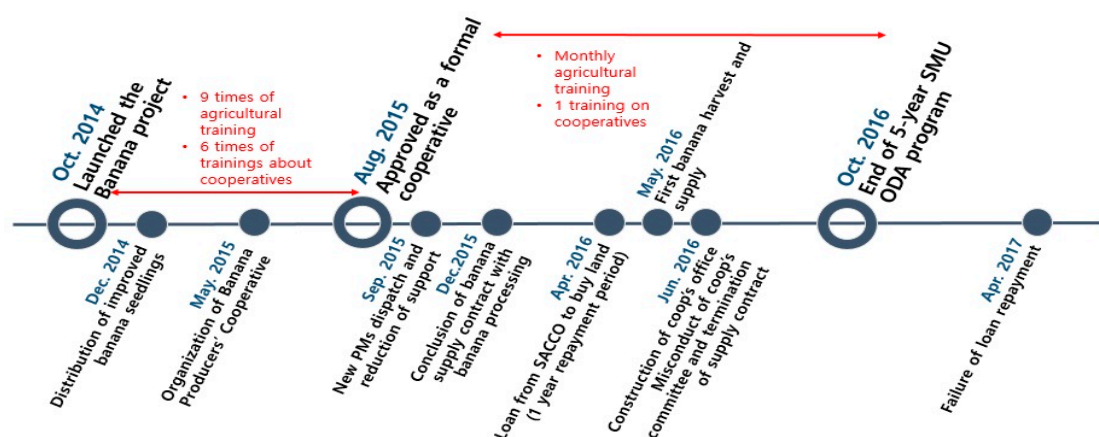 Oct. 2014
Launched the
Banana project
• 9 times of
agricultural
training
• 6 times of
trainings about
cooperatives
Aug. 2015
Approved as a formal
cooperative
• Monthly
agricultural
training
• 1 training on
cooperatives
May. 2016
First banana harvest and
supply
Oct. 2016
End of 5-year SMU
ODA program
Dec. 2014
Distribution of improved
banana seedlings
May. 2015
Organization of Banana
Producers' Cooperative
Sep. 2015
New PMs dispatch and
reduction of support
Dec.2015
Conclusion of banana
supply contract with
banana processing
Apr. 2016
Loan from SACCO to buy land
(1 year repayment period)
Jun. 2016
Construction of coop's office
Misconduct of coop's
committee and termination
of supply contract
Apr. 2017
Failure of loan repayment